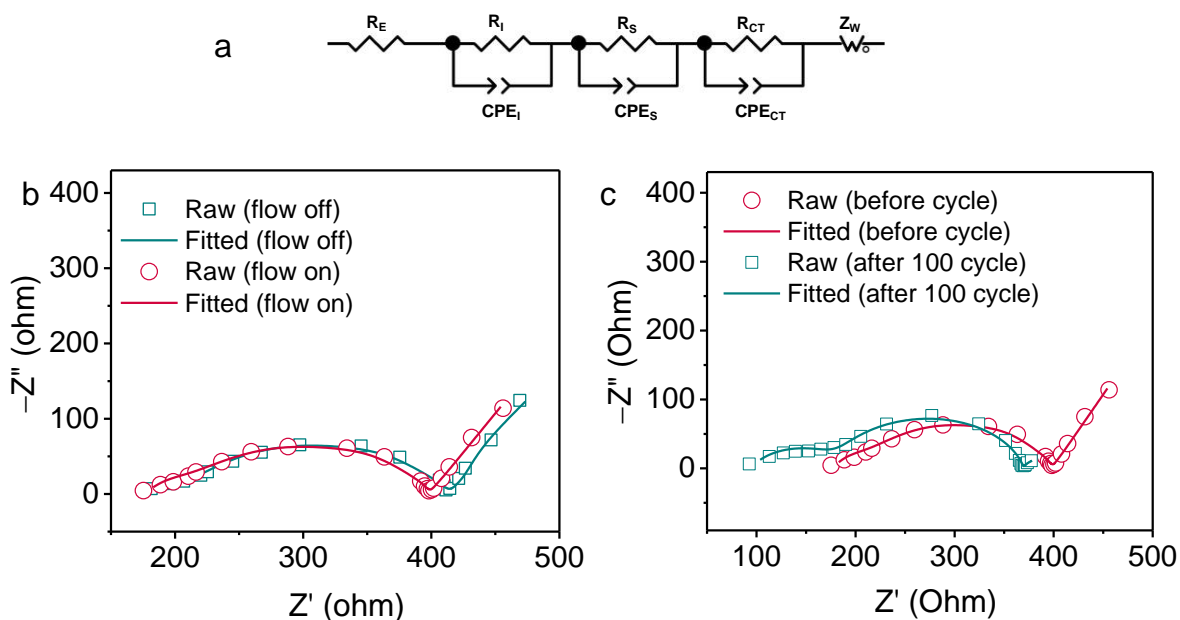 a
R_E R_I R_S R_CT Z_W
CPE_I CPE_S CPE_CT
b
400
300
200
100
0
−Z" (ohm)
Raw (flow off)
Fitted (flow off)
Raw (flow on)
Fitted (flow on)
200 300 400 500
Z' (ohm)
c
400
300
200
100
0
−Z" (Ohm)
Raw (before cycle)
Fitted (before cycle)
Raw (after 100 cycle)
Fitted (after 100 cycle)
100 200 300 400 500
Z' (Ohm)